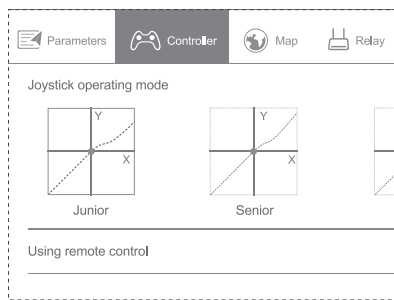 Parameters Controller Map Relay
Joystick operating mode
Y Y
X X
Junior Senior
Using remote control